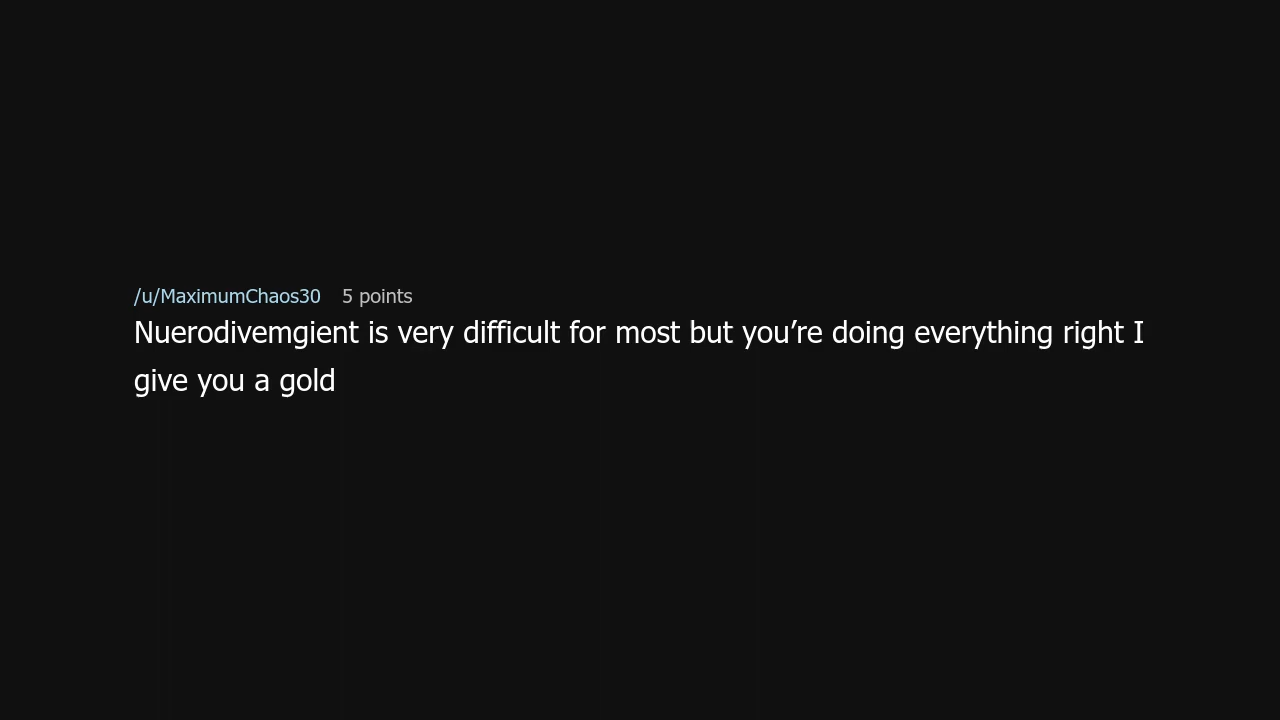 /u/MaximumChaos30 5 points
Nuerodivemgient is very difficult for most but you’re doing everything right I
give you a gold